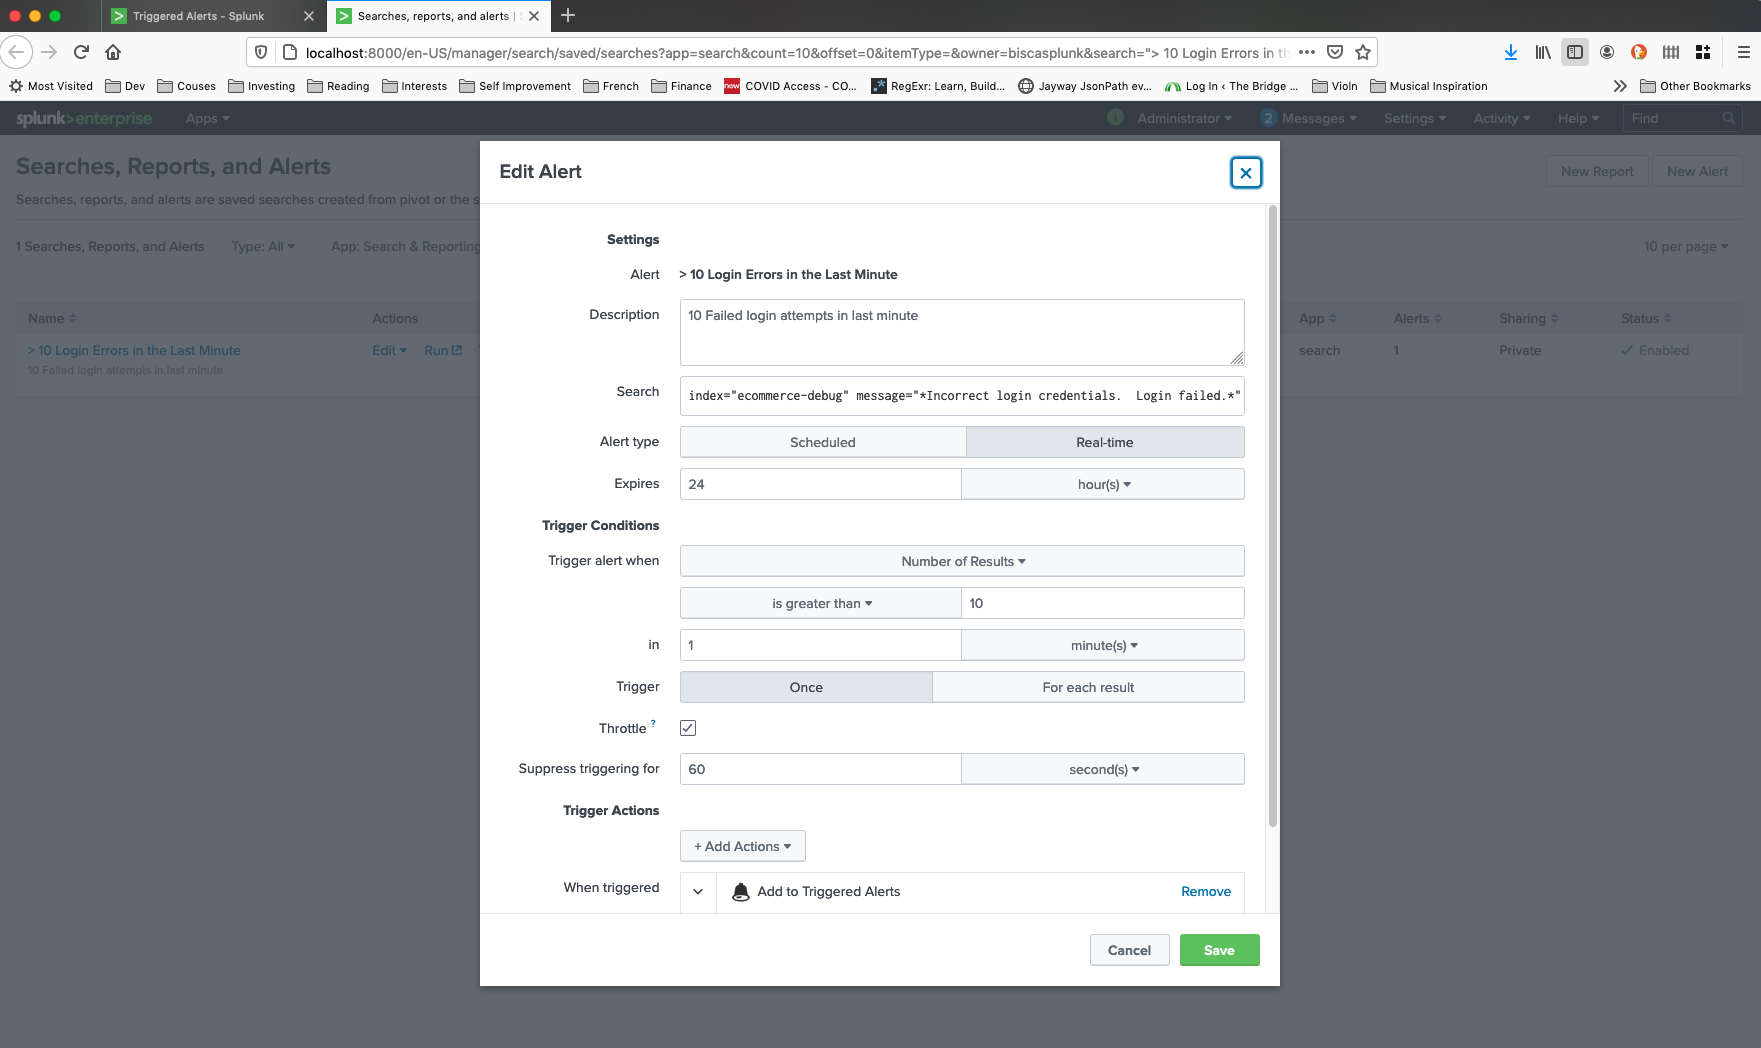 Triggered Alerts - Splunk
Searches, reports, and alerts |
localhost:8000/en-US/manager/search/saved/searches?app=search&count=10&offset=0&itemType=&owner=biscasplunk&search="> 10 Login Errors in th
Most Visited Dev Couses Investing Reading Interests Self Improvement French Finance now COVID Access - CO... RegExr: Learn, Build... Jayway JsonPath ev... Log In ‹ The Bridge ... Violn Musical Inspiration Other Bookmarks
splunk>enterprise Apps Administrator 2 Messages Settings Activity Help Find
Searches, Reports, and Alerts
New Report New Alert
Searches, reports, and alerts are saved searches created from pivot or the s
1 Searches, Reports, and Alerts Type: All App: Search & Reporting 10 per page
Name Actions App Alerts Sharing Status
> 10 Login Errors in the Last Minute Edit Run search 1 Private Enabled
10 Failed login attempts in last minute
Edit Alert
Settings
Alert > 10 Login Errors in the Last Minute
Description 10 Failed login attempts in last minute
Search index="ecommerce-debug" message="*Incorrect login credentials.  Login failed.*"
Alert type Scheduled Real-time
Expires 24 hour(s)
Trigger Conditions
Trigger alert when Number of Results
is greater than 10
in 1 minute(s)
Trigger Once For each result
Throttle ?
Suppress triggering for 60 second(s)
Trigger Actions
+ Add Actions
When triggered Add to Triggered Alerts Remove
Cancel Save